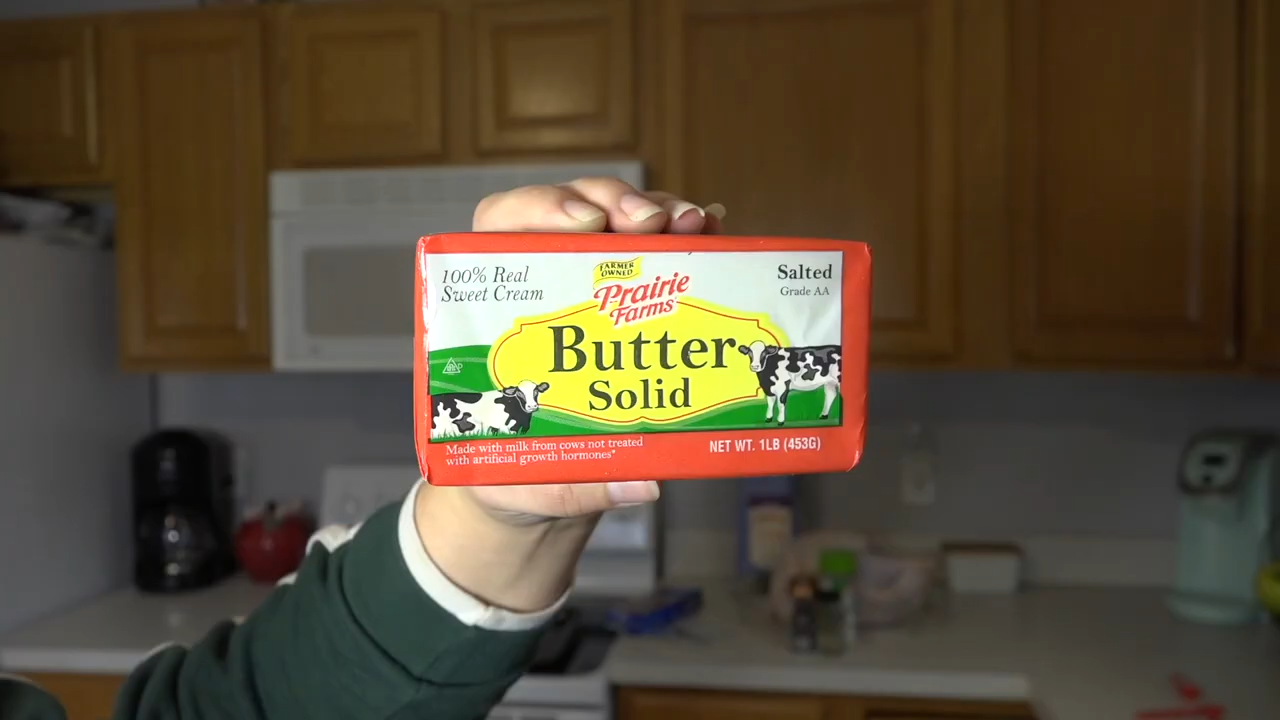 100% Real
Sweet Cream
FARMER
OWNED
Prairie
Farms
Salted
Grade AA
Butter
Solid
Made with milk from cows not treated
with artificial growth hormones*
NET WT. 1LB (453G)